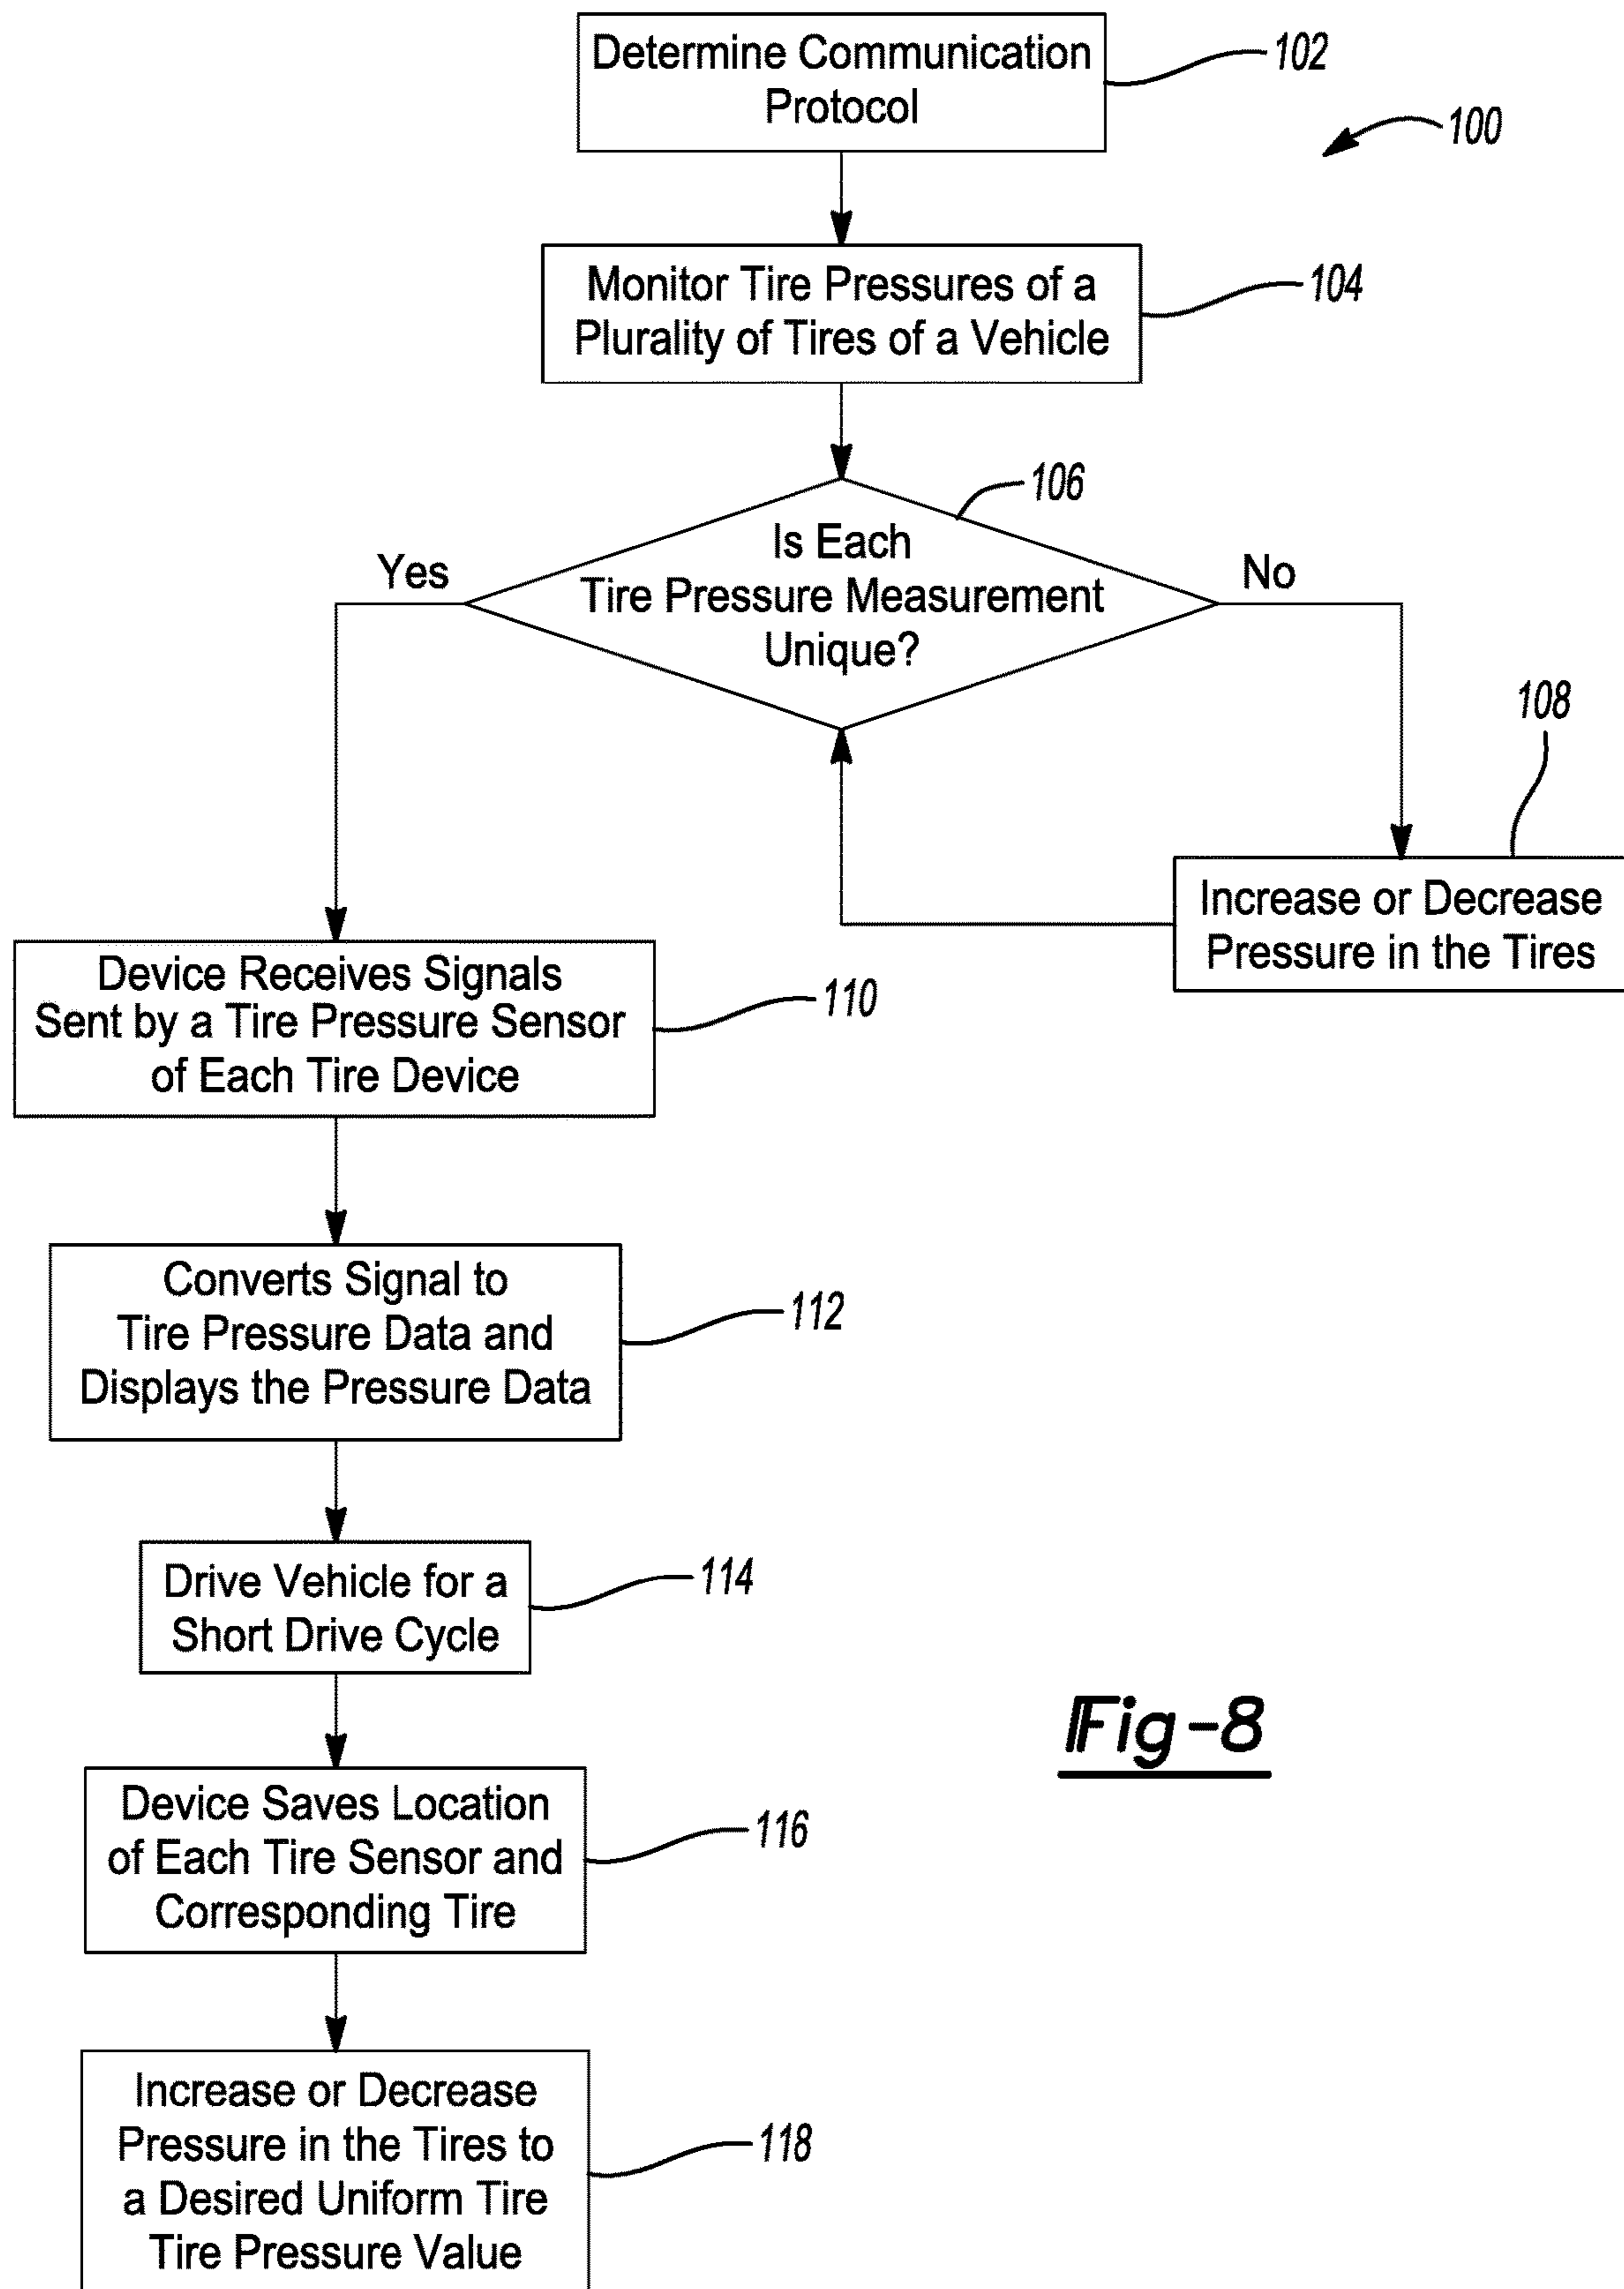 Determine Communication
Protocol
102
100
Monitor Tire Pressures of a
Plurality of Tires of a Vehicle
104
106
Is Each
Tire Pressure Measurement
Unique?
Yes
No
108
Increase or Decrease
Pressure in the Tires
Device Receives Signals
Sent by a Tire Pressure Sensor
of Each Tire Device
110
Converts Signal to
Tire Pressure Data and
Displays the Pressure Data
112
Drive Vehicle for a
Short Drive Cycle
114
Device Saves Location
of Each Tire Sensor and
Corresponding Tire
116
Increase or Decrease
Pressure in the Tires to
a Desired Uniform Tire
Tire Pressure Value
118
Fig-8